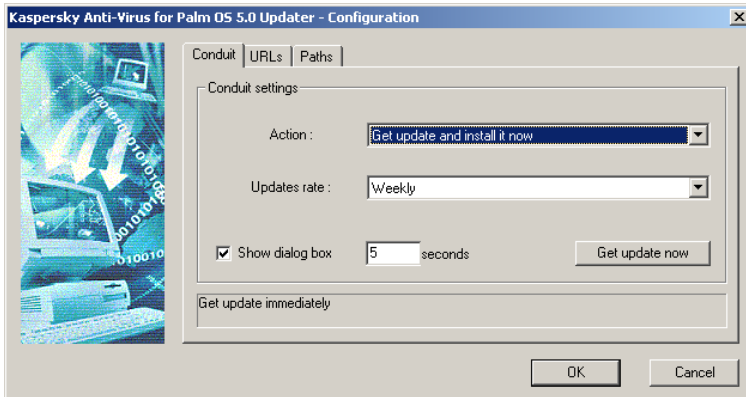 Kaspersky Anti-Virus for Palm OS 5.0 Updater - Configuration
Conduit URLs Paths
Conduit settings
Action : Get update and install it now
Updates rate : Weekly
Show dialog box 5 seconds Get update now
Get update immediately
OK Cancel